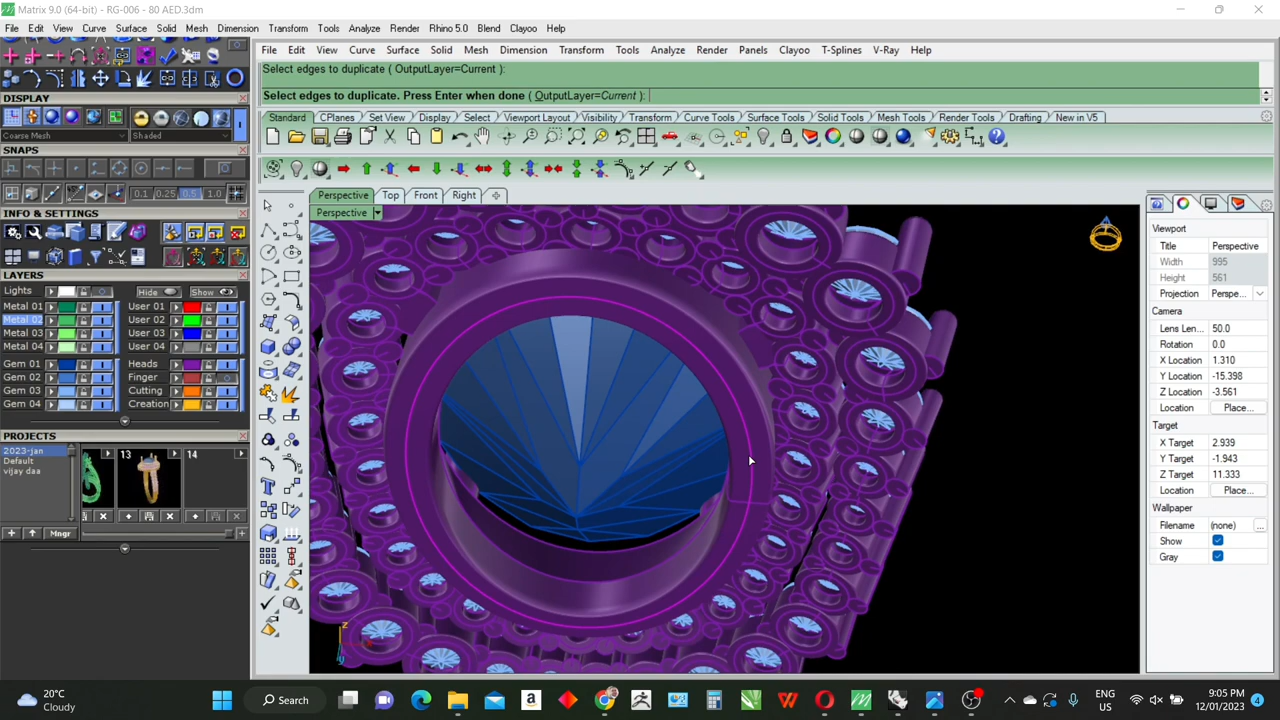 Matrix 9.0 (64-bit) - RG-006 - 80 AED.3dm
File Edit View Curve Surface Solid Mesh Dimension Transform Tools Analyze Render Rhino 5.0 Blend Clayoo Help
File Edit View Curve Surface Solid Mesh Dimension Transform Tools Analyze Render Panels Clayoo T-Splines V-Ray Help
Select edges to duplicate ( OutputLayer=Current ):
Select edges to duplicate. Press Enter when done ( OutputLayer=Current ):
DISPLAY
Standard CPlanes Set View Display Select Viewport Layout Visibility Transform Curve Tools Surface Tools Solid Tools Mesh Tools Render Tools Drafting New in V5
Coarse Mesh Shaded
SNAPS
0.1 0.25 0.5 1.0
Perspective Top Front Right
Perspective
INFO & SETTINGS
LAYERS
Lights Hide Show
Metal 01 User 01
Metal 02 User 02
Metal 03 User 03
Metal 04 User 04
Gem 01 Heads
Gem 02 Finger
Gem 03 Cutting
Gem 04 Creation
PROJECTS
2023-jan
Default
vijay daa
13
14
Mngr
z
x
y
Viewport
Title Perspective
Width 995
Height 561
Projection Perspe...
Camera
Lens Len... 50.0
Rotation 0.0
X Location 1.310
Y Location -15.398
Z Location -3.561
Location Place...
Target
X Target 2.939
Y Target -1.943
Z Target 11.333
Location Place...
Wallpaper
Filename (none) ...
Show
Gray
20°C
Cloudy
Search
ENG
US
9:05 PM
12/01/2023
4